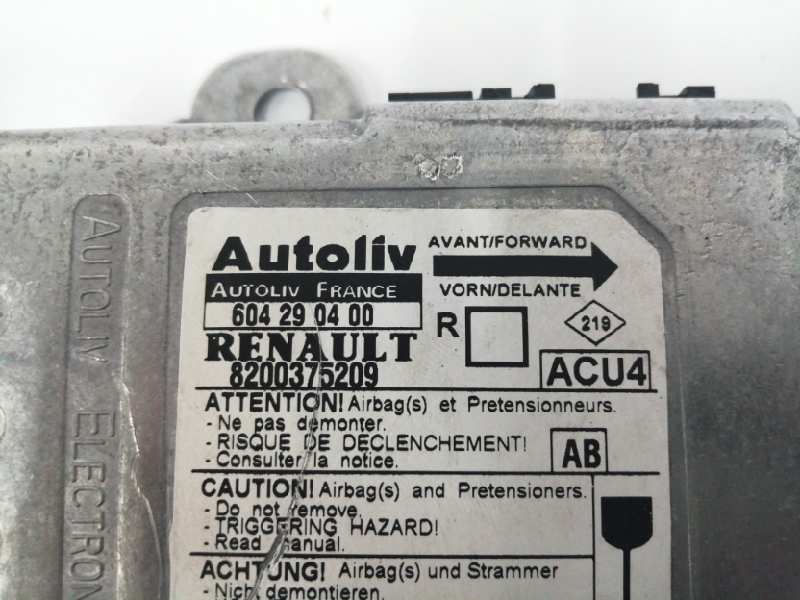 Autoliv
AVANT/FORWARD
AUTOLIV FRANCE
VORN/DELANTE
604 29 04 00
R
219
RENAULT
8200375209
ACU4
ATTENTION! Airbag(s) et Pretensionneurs.
- Ne pas demonter.
- RISQUE DE DECLENCHEMENT!
- Consulter la notice.
AB
CAUTION! Airbag(s) and Pretensioners.
- Do not remove.
- TRIGGERING HAZARD!
- Read manual.
ACHTUNG! Airbag(s) und Strammer
- Nicht demontieren.
AUTOLIV ELECTRON